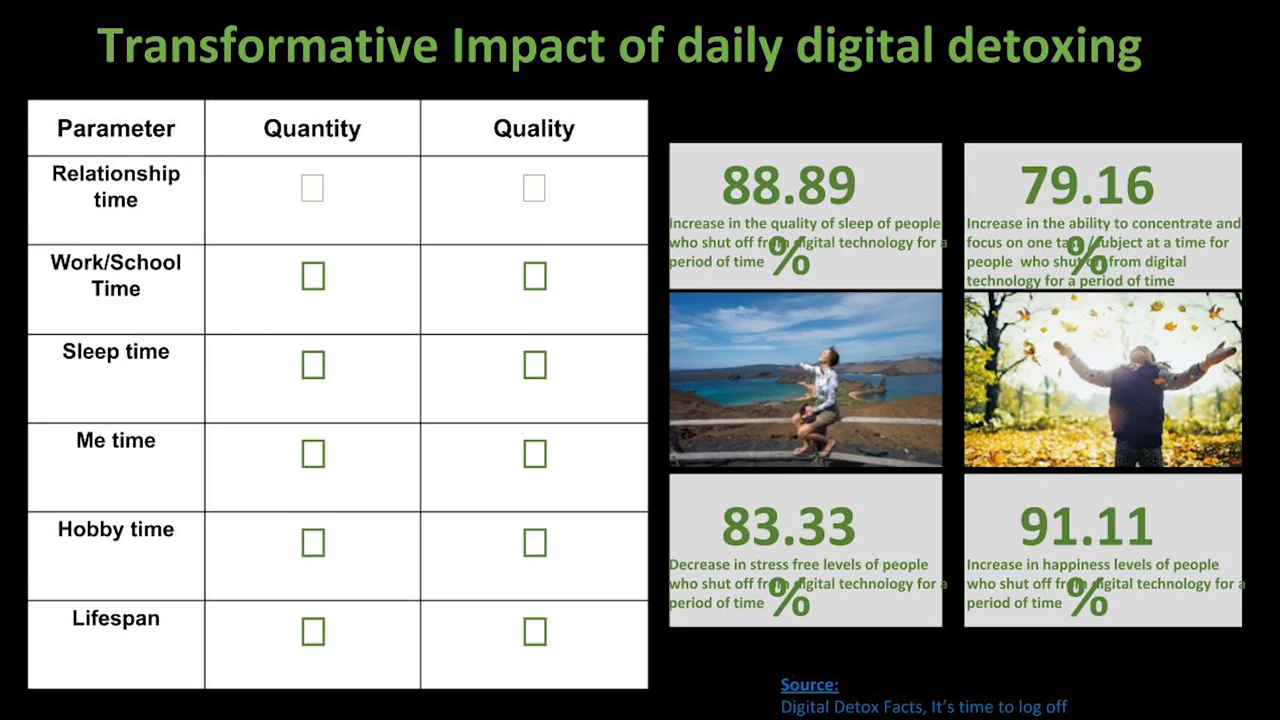 Transformative Impact of daily digital detoxing
Parameter Quantity Quality
Relationship
time
Work/School
Time
Sleep time
Me time
Hobby time
Lifespan
88.89
%
Increase in the quality of sleep of people
who shut off from digital technology for a
period of time
79.16
%
Increase in the ability to concentrate and
focus on one task /subject at a time for
people who shut off from digital
technology for a period of time
83.33
%
Decrease in stress free levels of people
who shut off from digital technology for a
period of time
91.11
%
Increase in happiness levels of people
who shut off from digital technology for a
period of time
Source:
Digital Detox Facts, It’s time to log off